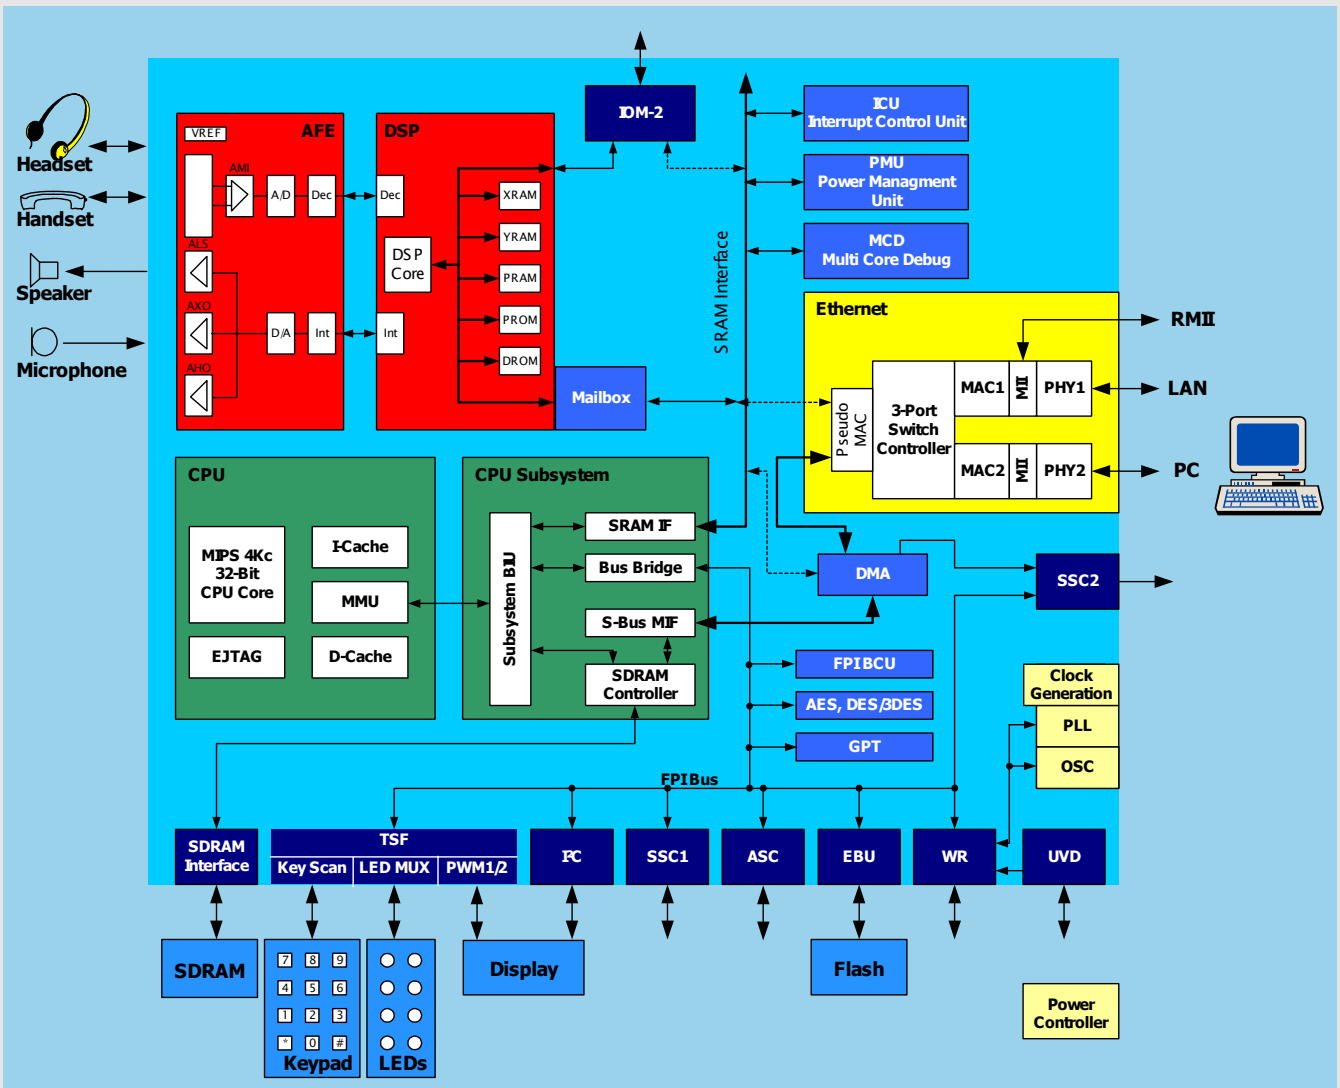 Headset
Handset
Speaker
Microphone
AFE
VREF
AMI
A/D
Dec
ALS
AXO
D/A
Int
AHO
DSP
Dec
DSP
Core
Int
XRAM
YRAM
PRAM
PROM
DROM
Mailbox
IOM-2
SRAM Interface
ICU
Interrupt Control Unit
PMU
Power Managment
Unit
MCD
Multi Core Debug
Ethernet
Pseudo
MAC
3-Port
Switch
Controller
MAC1
MII
PHY1
MAC2
MII
PHY2
RMII
LAN
PC
CPU
MIPS 4Kc
32-Bit
CPU Core
EJTAG
I-Cache
MMU
D-Cache
CPU Subsystem
Subsystem BIU
SRAM IF
Bus Bridge
S-Bus MIF
SDRAM
Controller
DMA
SSC2
FPI BCU
AES, DES/3DES
GPT
Clock
Generation
PLL
OSC
FPI Bus
SDRAM
Interface
TSF
Key Scan
LED MUX
PWM1/2
I²C
SSC1
ASC
EBU
WR
UVD
SDRAM
7 8 9
4 5 6
1 2 3
* 0 #
Keypad
LEDs
Display
Flash
Power
Controller